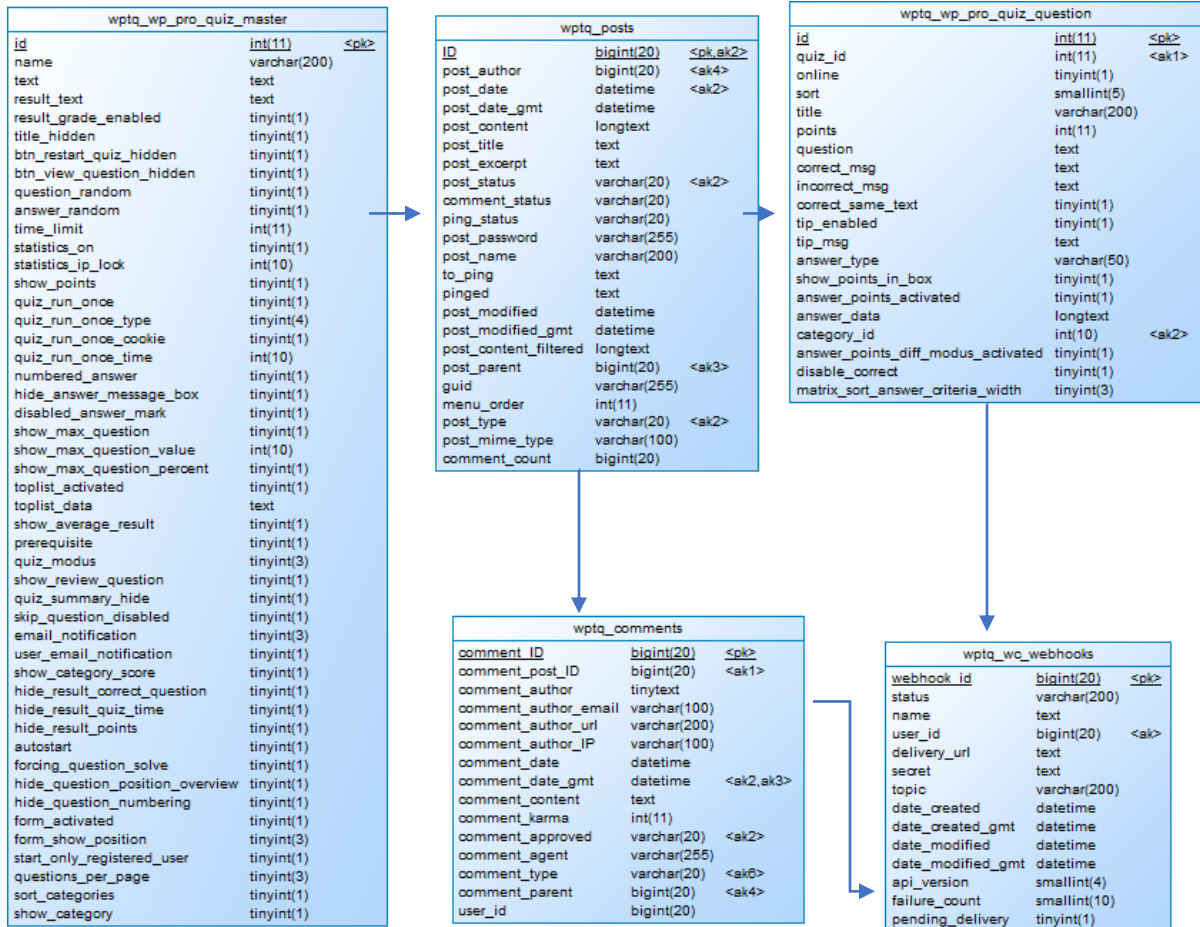 wptq_wp_pro_quiz_master
id int(11) <pk>
name varchar(200)
text text
result_text text
result_grade_enabled tinyint(1)
title_hidden tinyint(1)
btn_restart_quiz_hidden tinyint(1)
btn_view_question_hidden tinyint(1)
question_random tinyint(1)
answer_random tinyint(1)
time_limit int(11)
statistics_on tinyint(1)
statistics_ip_lock int(10)
show_points tinyint(1)
quiz_run_once tinyint(1)
quiz_run_once_type tinyint(4)
quiz_run_once_cookie tinyint(1)
quiz_run_once_time int(10)
numbered_answer tinyint(1)
hide_answer_message_box tinyint(1)
disabled_answer_mark tinyint(1)
show_max_question tinyint(1)
show_max_question_value int(10)
show_max_question_percent tinyint(1)
toplist_activated tinyint(1)
toplist_data text
show_average_result tinyint(1)
prerequisite tinyint(1)
quiz_modus tinyint(3)
show_review_question tinyint(1)
quiz_summary_hide tinyint(1)
skip_question_disabled tinyint(1)
email_notification tinyint(3)
user_email_notification tinyint(1)
show_category_score tinyint(1)
hide_result_correct_question tinyint(1)
hide_result_quiz_time tinyint(1)
hide_result_points tinyint(1)
autostart tinyint(1)
forcing_question_solve tinyint(1)
hide_question_position_overview tinyint(1)
hide_question_numbering tinyint(1)
form_activated tinyint(1)
form_show_position tinyint(3)
start_only_registered_user tinyint(1)
questions_per_page tinyint(3)
sort_categories tinyint(1)
show_category tinyint(1)
wptq_posts
ID bigint(20) <pk,ak2>
post_author bigint(20) <ak4>
post_date datetime <ak2>
post_date_gmt datetime
post_content longtext
post_title text
post_excerpt text
post_status varchar(20) <ak2>
comment_status varchar(20)
ping_status varchar(20)
post_password varchar(255)
post_name varchar(200)
to_ping text
pinged text
post_modified datetime
post_modified_gmt datetime
post_content_filtered longtext
post_parent bigint(20) <ak3>
guid varchar(255)
menu_order int(11)
post_type varchar(20) <ak2>
post_mime_type varchar(100)
comment_count bigint(20)
wptq_wp_pro_quiz_question
id int(11) <pk>
quiz_id int(11) <ak1>
online tinyint(1)
sort smallint(5)
title varchar(200)
points int(11)
question text
correct_msg text
incorrect_msg text
correct_same_text tinyint(1)
tip_enabled tinyint(1)
tip_msg text
answer_type varchar(50)
show_points_in_box tinyint(1)
answer_points_activated tinyint(1)
answer_data longtext
category_id int(10) <ak2>
answer_points_diff_modus_activated tinyint(1)
disable_correct tinyint(1)
matrix_sort_answer_criteria_width tinyint(3)
wptq_comments
comment_ID bigint(20) <pk>
comment_post_ID bigint(20) <ak1>
comment_author tinytext
comment_author_email varchar(100)
comment_author_url varchar(200)
comment_author_IP varchar(100)
comment_date datetime
comment_date_gmt datetime <ak2,ak3>
comment_content text
comment_karma int(11)
comment_approved varchar(20) <ak2>
comment_agent varchar(255)
comment_type varchar(20) <ak6>
comment_parent bigint(20) <ak4>
user_id bigint(20)
wptq_wc_webhooks
webhook_id bigint(20) <pk>
status varchar(200)
name text
user_id bigint(20) <ak>
delivery_url text
secret text
topic varchar(200)
date_created datetime
date_created_gmt datetime
date_modified datetime
date_modified_gmt datetime
api_version smallint(4)
failure_count smallint(10)
pending_delivery tinyint(1)